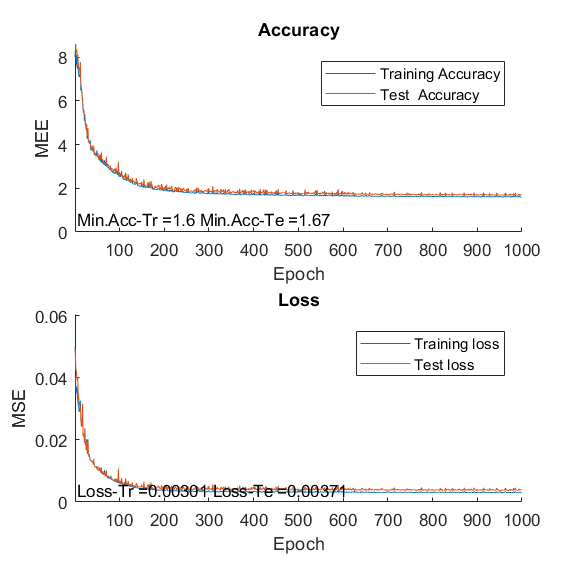 Accuracy
8
6
4
2
0
MEE
Training Accuracy
Test Accuracy
Min.Acc-Tr =1.6 Min.Acc-Te =1.67
100 200 300 400 500 600 700 800 900 1000
Epoch
Loss
0.06
0.04
0.02
0
MSE
Training loss
Test loss
Loss-Tr =0.00301 Loss-Te =0.00371
100 200 300 400 500 600 700 800 900 1000
Epoch